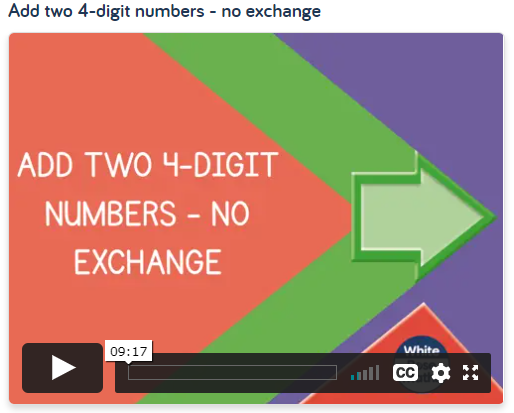 Add two 4-digit numbers - no exchange
ADD TWO 4-DIGIT
NUMBERS - NO
EXCHANGE
09:17
White
CC